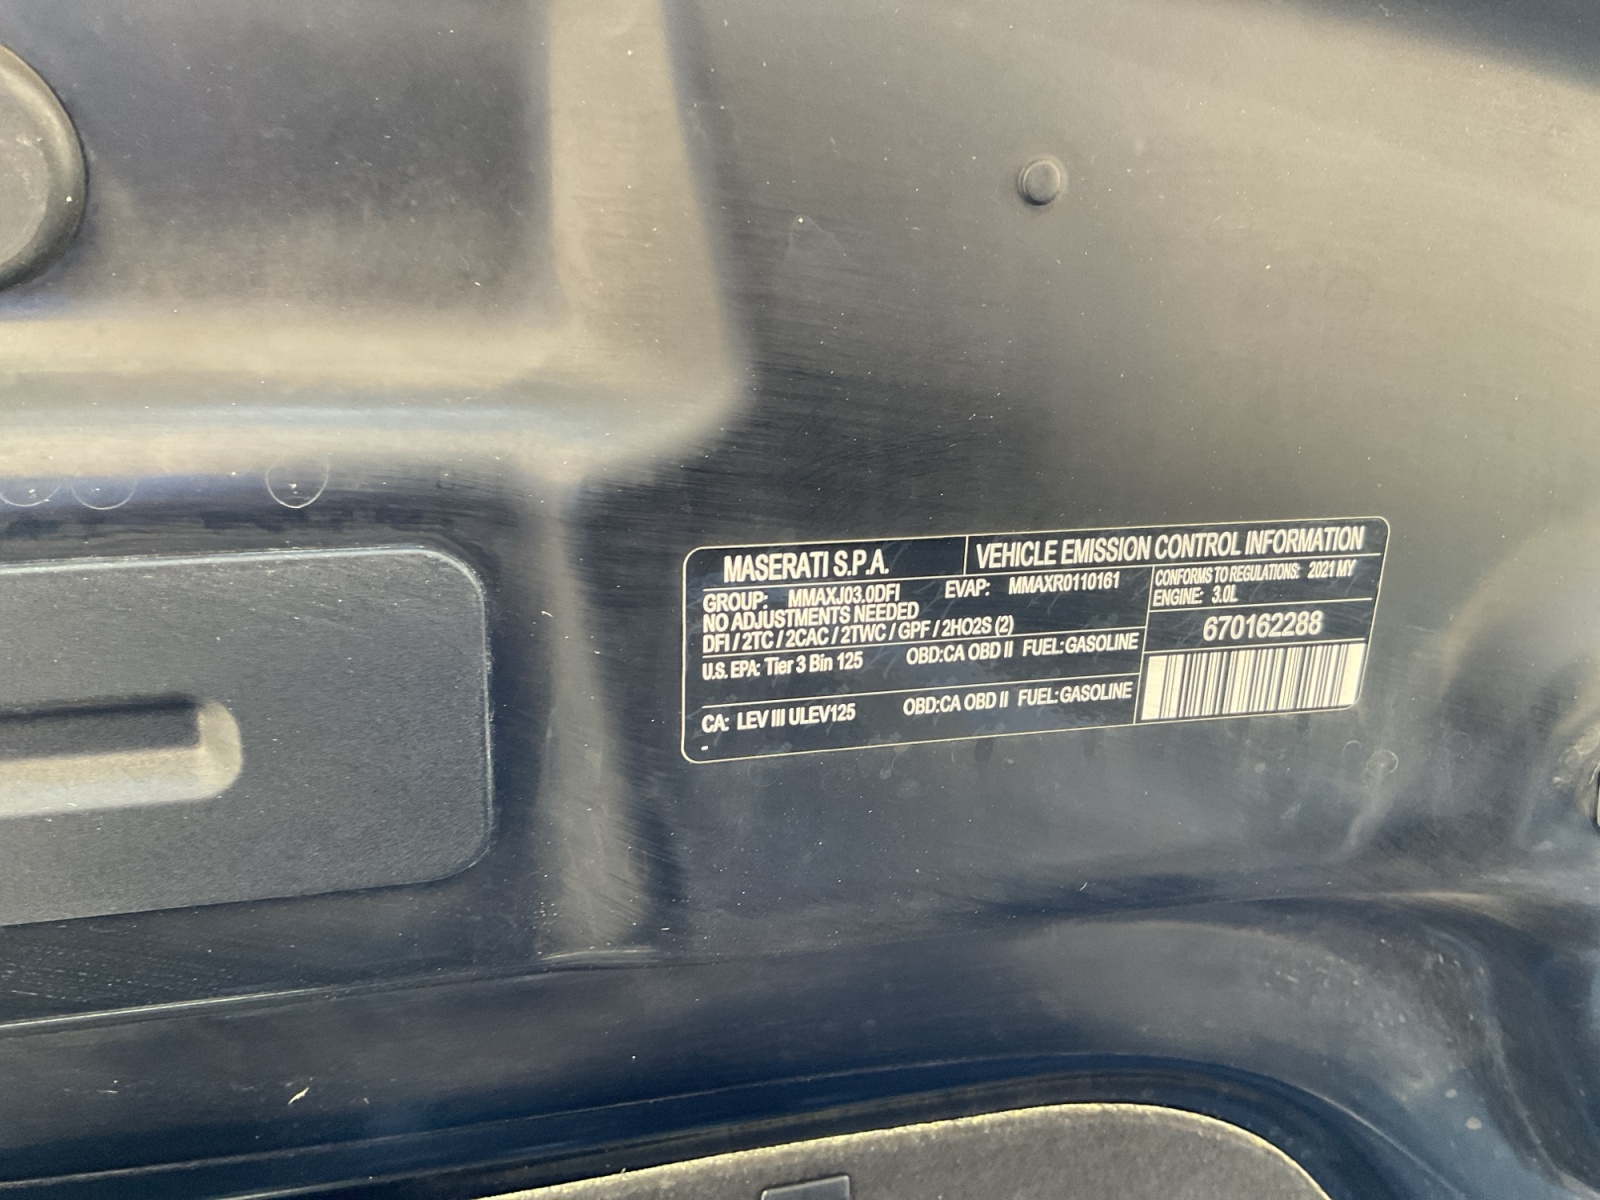 MASERATI S.P.A.
VEHICLE EMISSION CONTROL INFORMATION
GROUP: MMAXJ03.0DFI EVAP: MMAXR0110161
NO ADJUSTMENTS NEEDED
DFI / 2TC / 2CAC / 2TWC / GPF / 2HO2S (2)
U.S. EPA: Tier 3 Bin 125 OBD:CA OBD II FUEL:GASOLINE
CA: LEV III ULEV125 OBD:CA OBD II FUEL:GASOLINE
-
CONFORMS TO REGULATIONS: 2021 MY
ENGINE: 3.0L
670162288